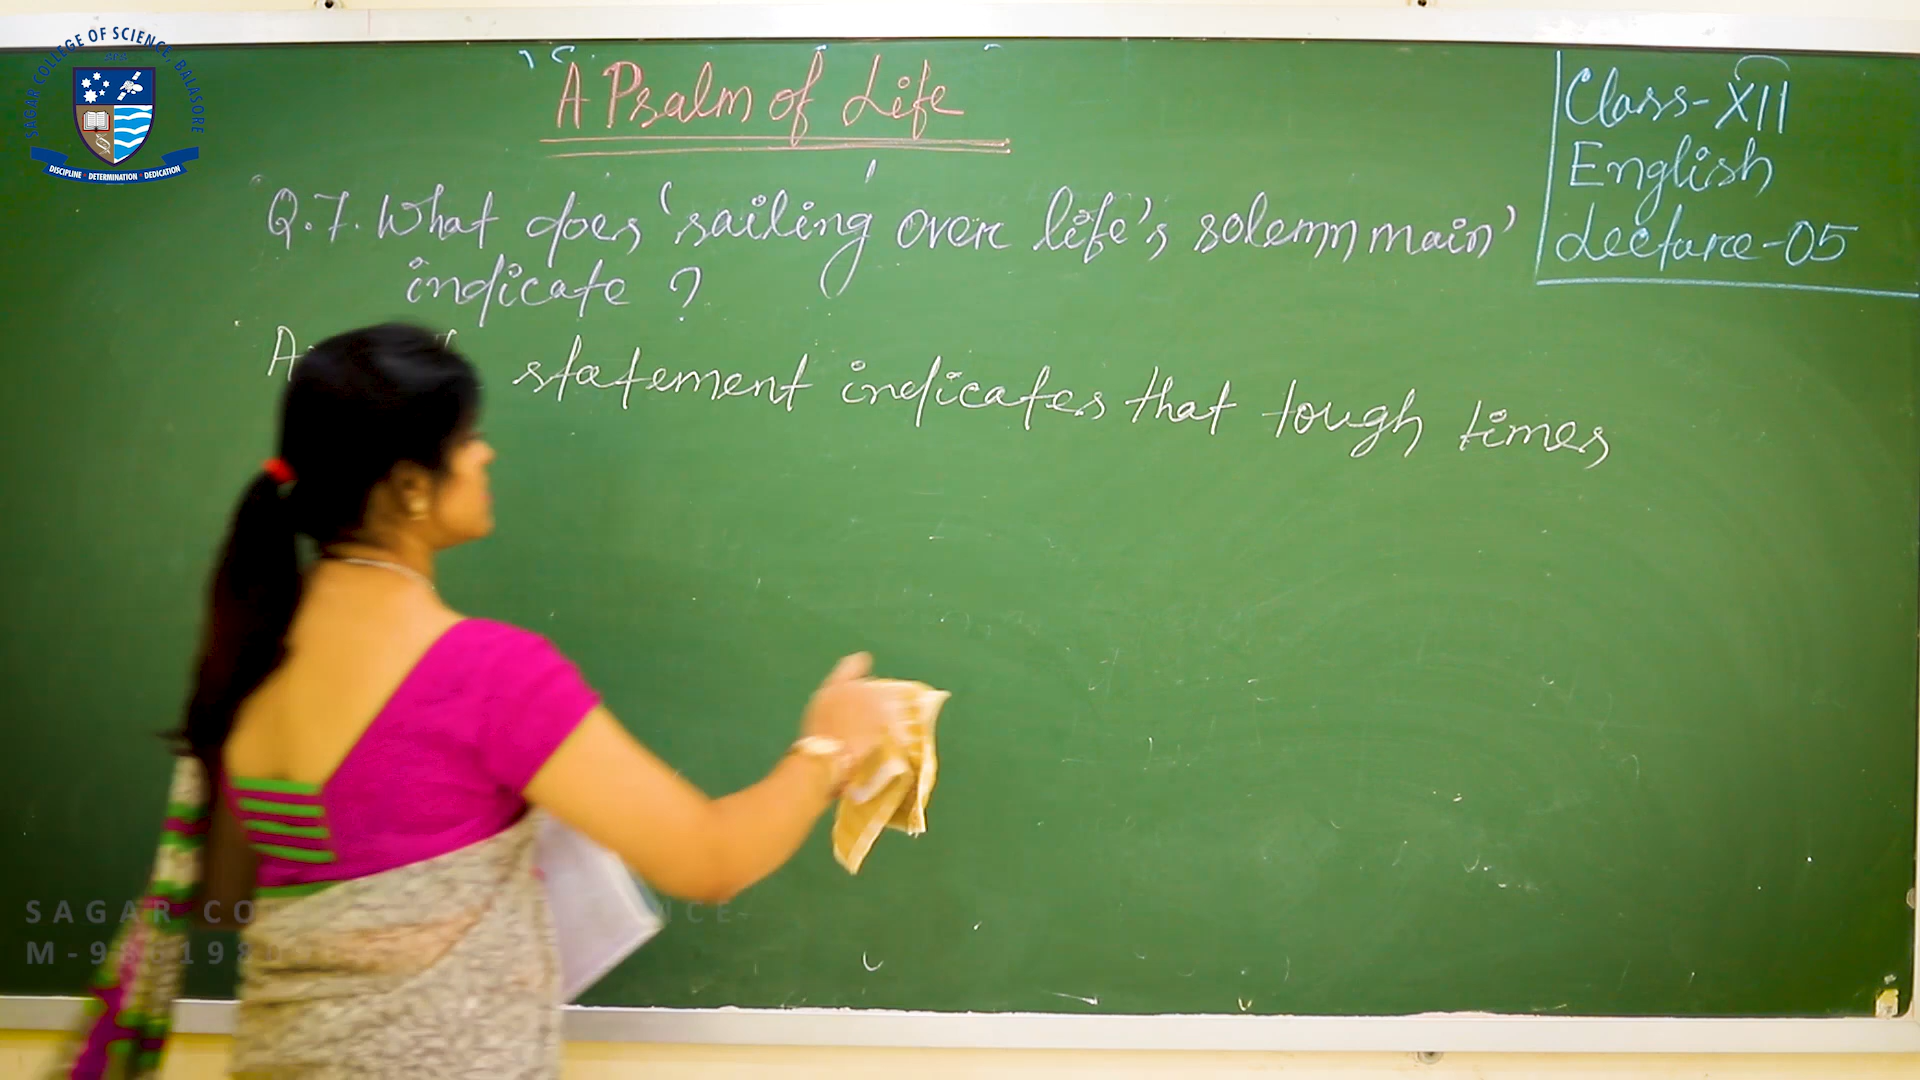 SAGAR COLLEGE OF SCIENCE, BALASORE
DISCIPLINE DETERMINATION DEDICATION
A Psalm of Life
Class-XII
English
Lecture-05
Q.7. What does 'sailing over life's solemn main'
indicate ?
statement indicates that tough times
SAGAR